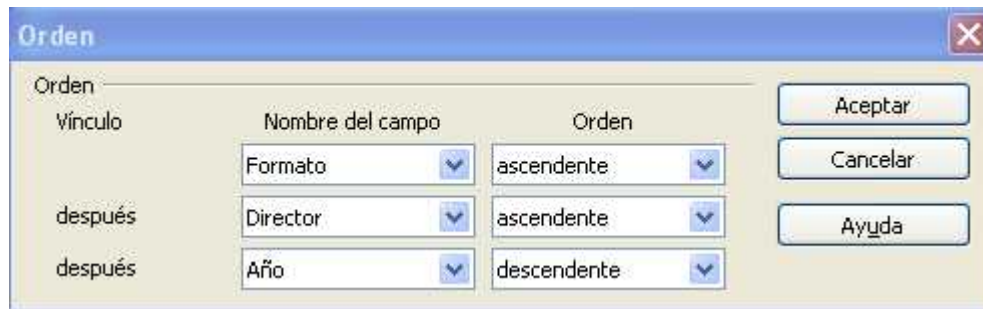 Orden
Orden
Vínculo Nombre del campo Orden
Formato ascendente
después Director ascendente
después Año descendente
Aceptar
Cancelar
Ayuda